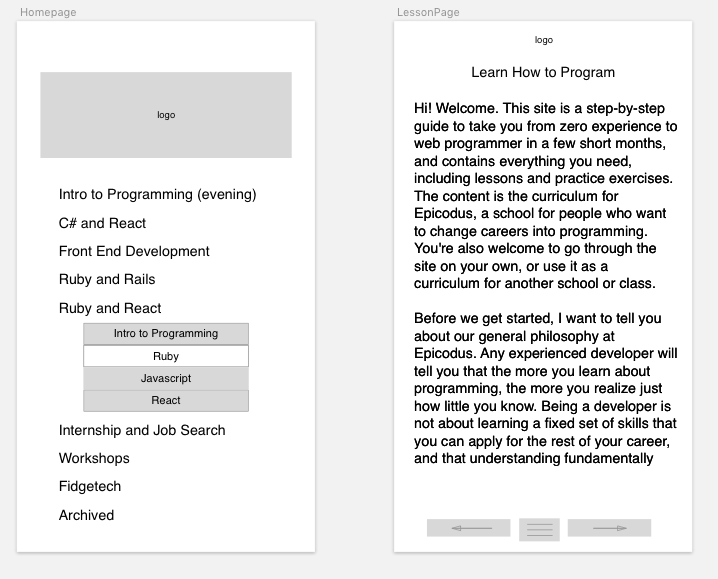 Homepage
logo
Intro to Programming (evening)
C# and React
Front End Development
Ruby and Rails
Ruby and React
Intro to Programming
Ruby
Javascript
React
Internship and Job Search
Workshops
Fidgetech
Archived
LessonPage
logo
Learn How to Program
Hi! Welcome. This site is a step-by-step
guide to take you from zero experience to
web programmer in a few short months,
and contains everything you need,
including lessons and practice exercises.
The content is the curriculum for
Epicodus, a school for people who want
to change careers into programming.
You're also welcome to go through the
site on your own, or use it as a
curriculum for another school or class.
Before we get started, I want to tell you
about our general philosophy at
Epicodus. Any experienced developer will
tell you that the more you learn about
programming, the more you realize just
how little you know. Being a developer is
not about learning a fixed set of skills that
you can apply for the rest of your career,
and that understanding fundamentally